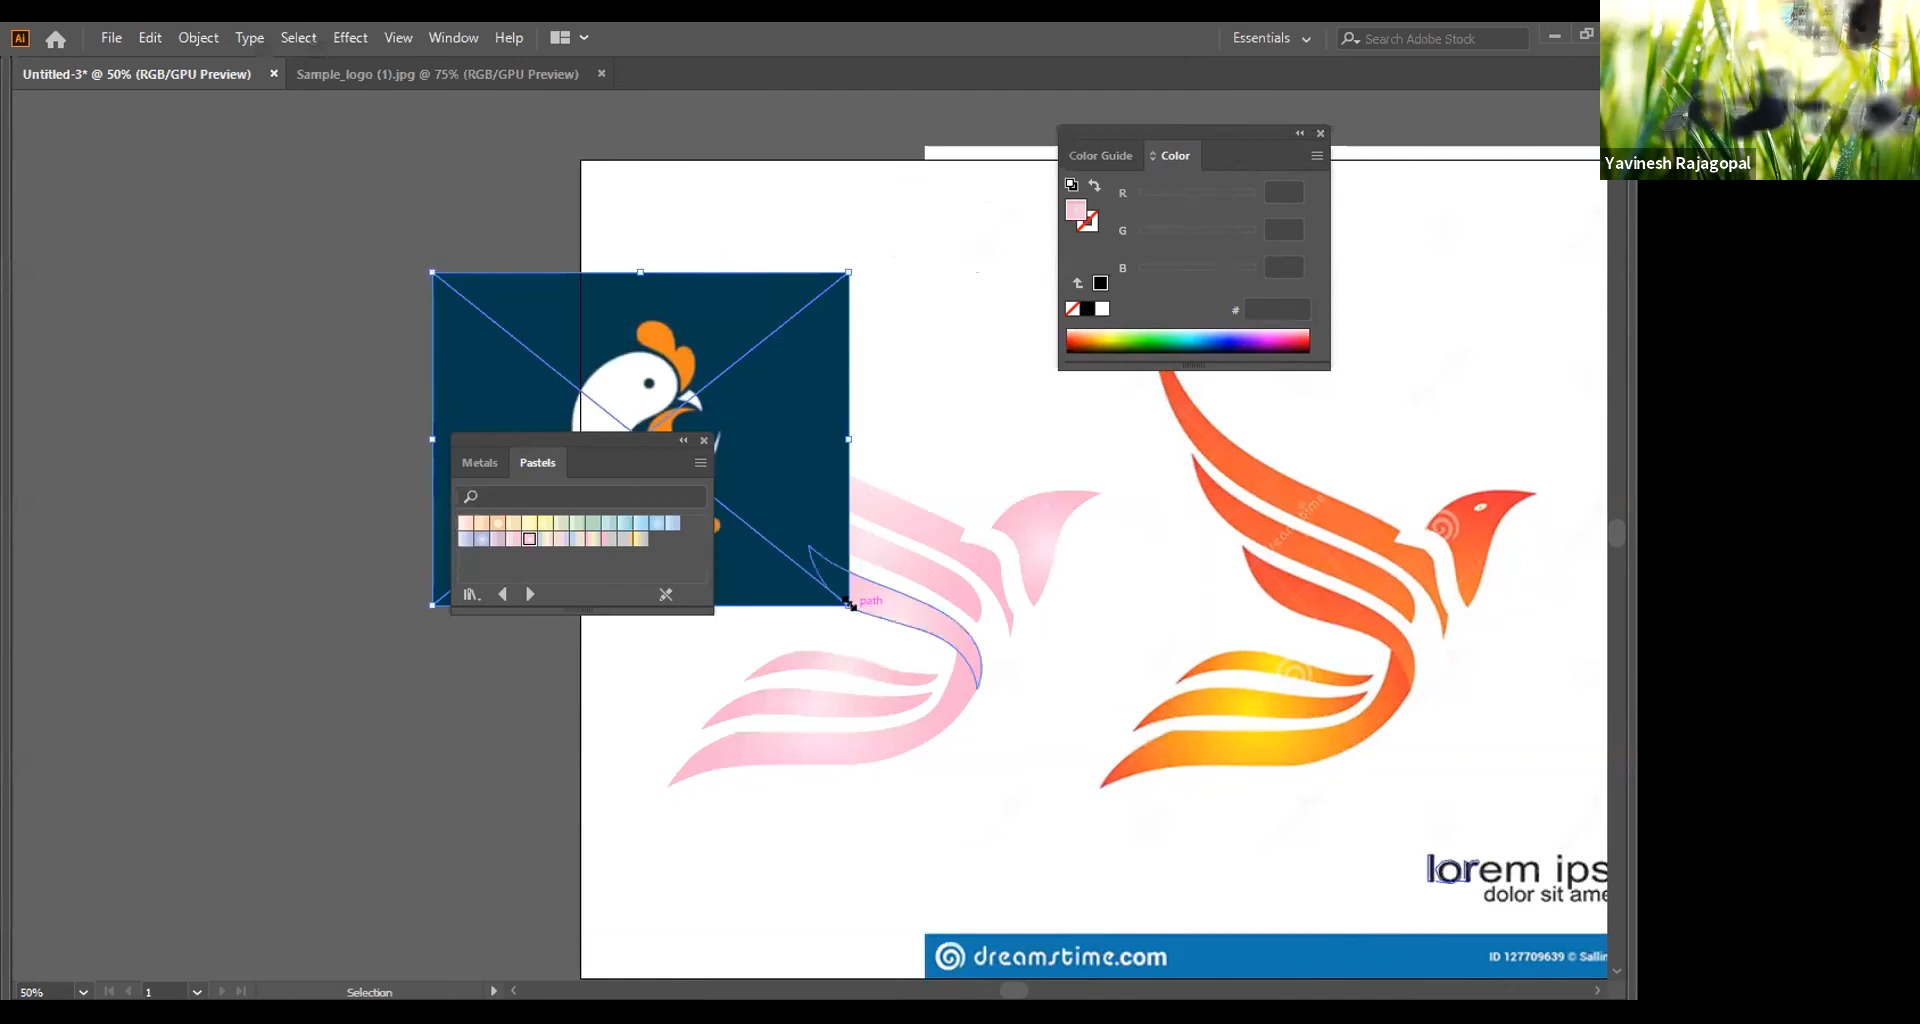 Ai File Edit Object Type Select Effect View Window Help Essentials Search Adobe Stock
Untitled-3* @ 50% (RGB/GPU Preview) × Sample_logo (1).jpg @ 75% (RGB/GPU Preview) ×
Yavinesh Rajagopal
Color Guide Color
R
G
B
#
Metals Pastels
path
lorem ips
dolor sit ame
dreamstime.com ID 127709639 © Sallin
50% 1 Selection